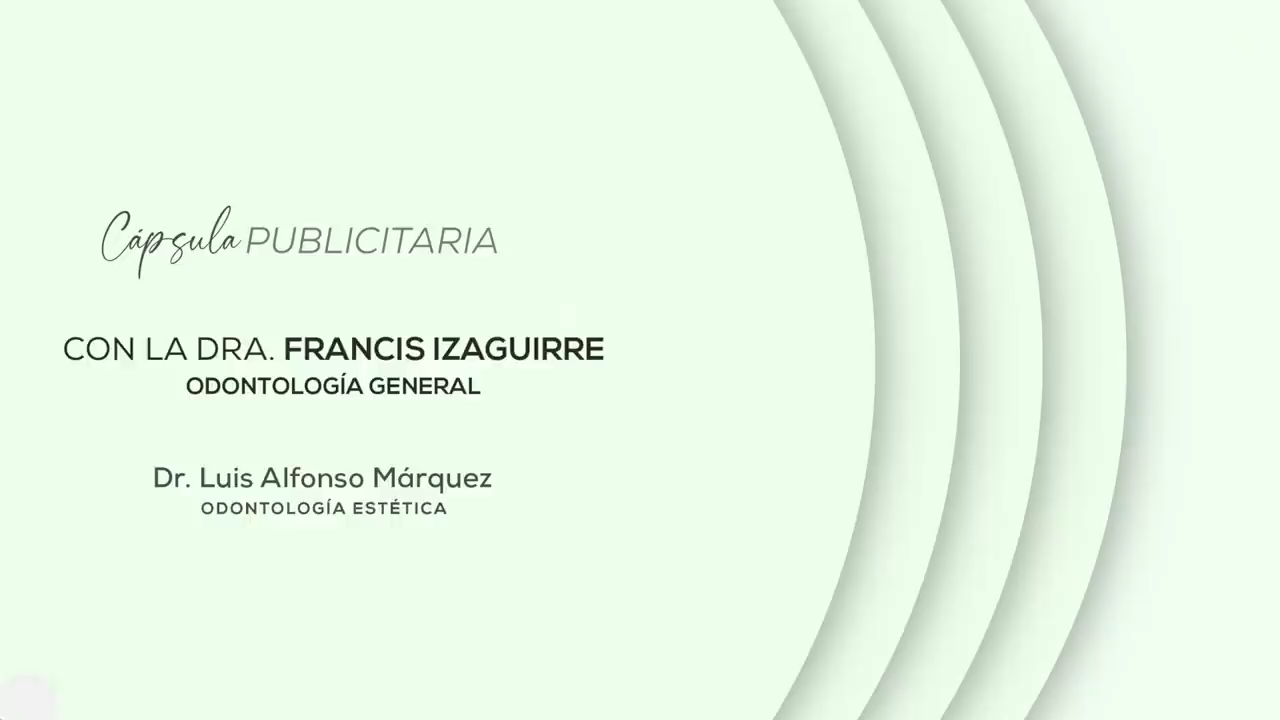 Cápsula PUBLICITARIA
CON LA DRA. FRANCIS IZAGUIRRE
ODONTOLOGÍA GENERAL
Dr. Luis Alfonso Márquez
ODONTOLOGÍA ESTÉTICA